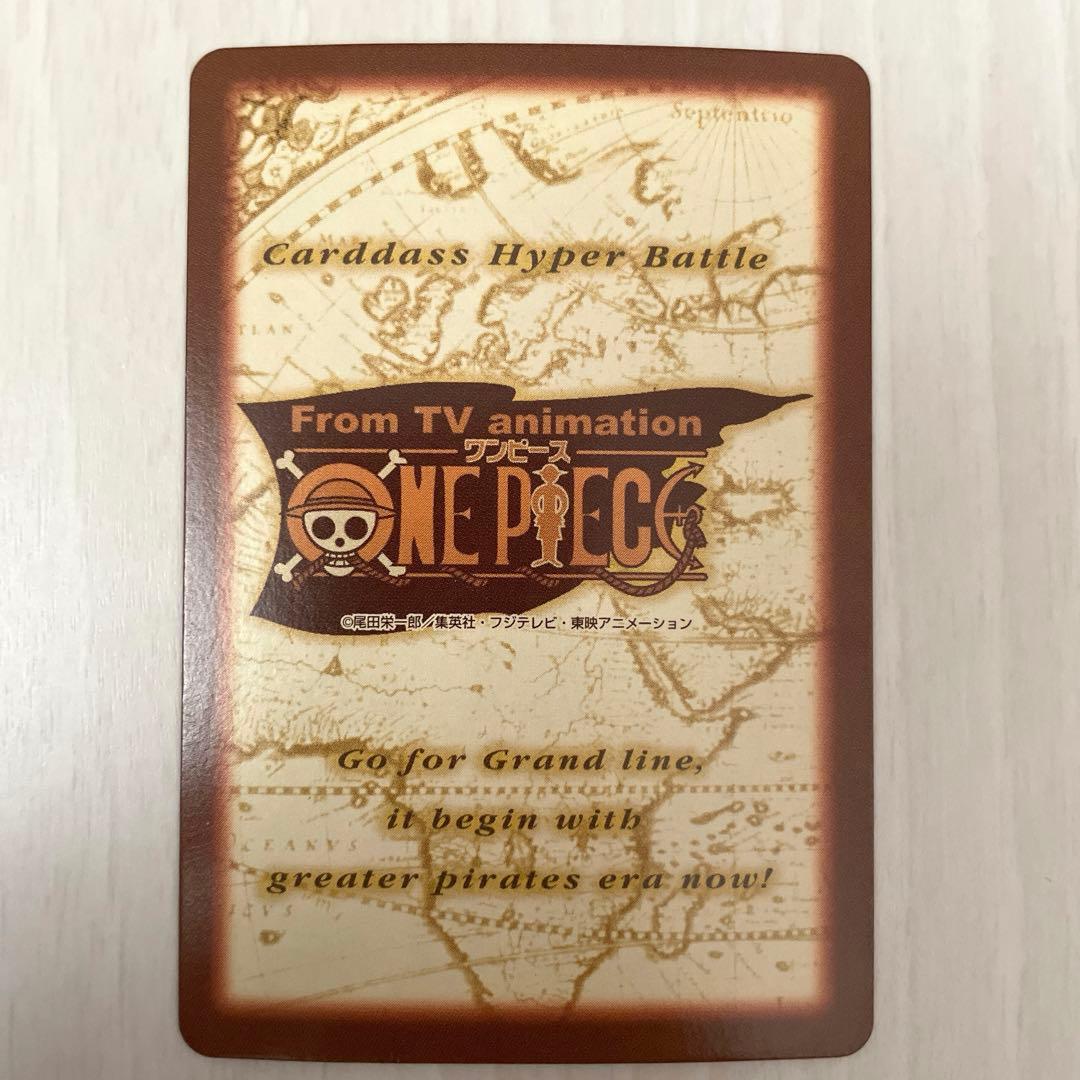 Septentrio
Carddass Hyper Battle
TLAN
From TV animation
ワンピース
ONE PIECE
©尾田栄一郎／集英社・フジテレビ・東映アニメーション
Go for Grand line,
it begin with
CEANVS
greater pirates era now!